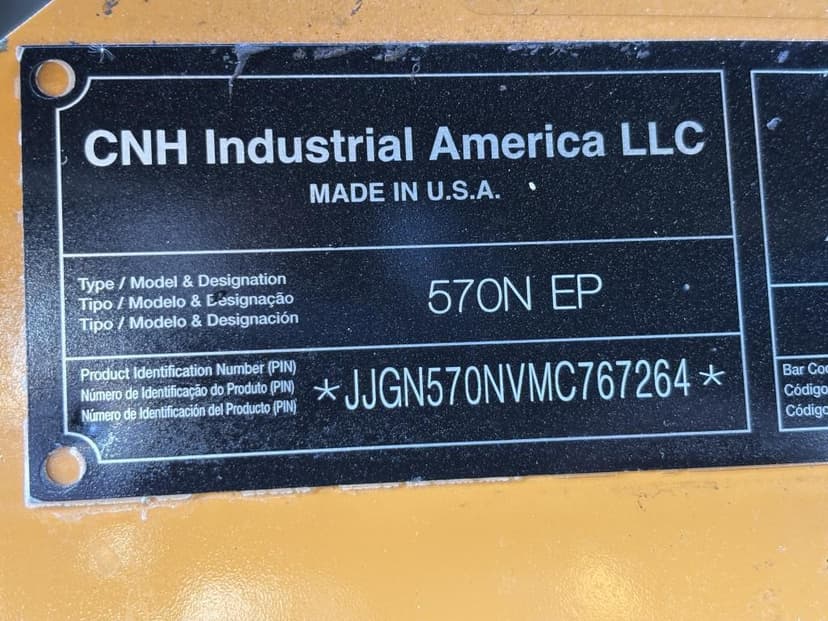 CNH Industrial America LLC
MADE IN U.S.A.
Type / Model & Designation
Tipo / Modelo & Designação
Tipo / Modelo & Designación
570N EP
Product Identification Number (PIN)
Número de Identificação do Produto (PIN)
Número de Identificación del Producto (PIN)
*JJGN570NVMC767264*
Bar
Código
Código